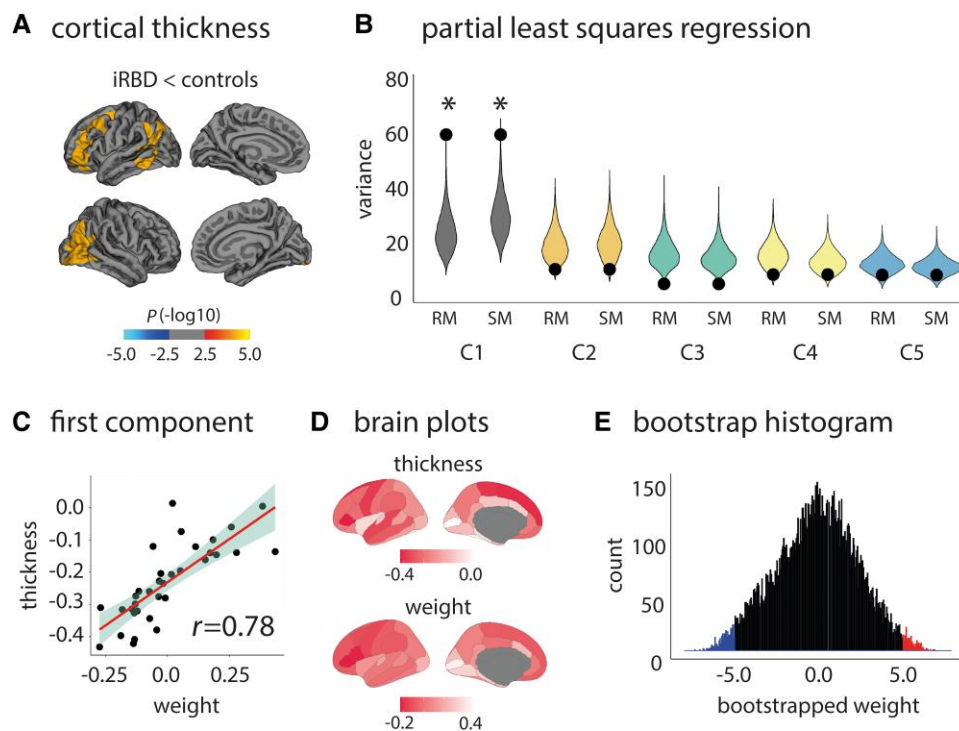 A cortical thickness
iRBD < controls
P (-log10)
-5.0 -2.5 2.5 5.0
B partial least squares regression
variance
80
60
40
20
0
* *
RM SM RM SM RM SM RM SM RM SM
C1 C2 C3 C4 C5
C first component
thickness
0.0
-0.1
-0.2
-0.3
-0.4
r=0.78
-0.25 0.00 0.25
weight
D brain plots
thickness
-0.4 0.0
weight
-0.2 0.4
E bootstrap histogram
count
150
100
50
0
-5.0 0.0 5.0
bootstrapped weight